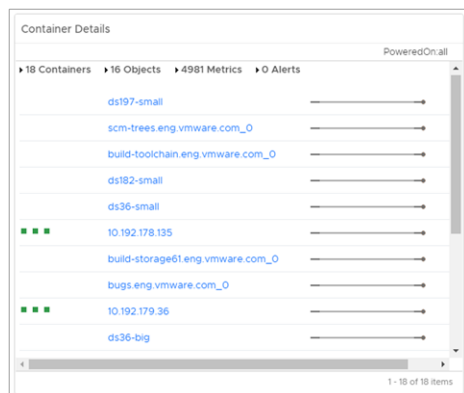 Container Details
PoweredOn:all
18 Containers 16 Objects 4981 Metrics 0 Alerts
ds197-small
scm-trees.eng.vmware.com_0
build-toolchain.eng.vmware.com_0
ds182-small
ds36-small
10.192.178.135
build-storage61.eng.vmware.com_0
bugs.eng.vmware.com_0
10.192.179.36
ds36-big
1 - 18 of 18 items